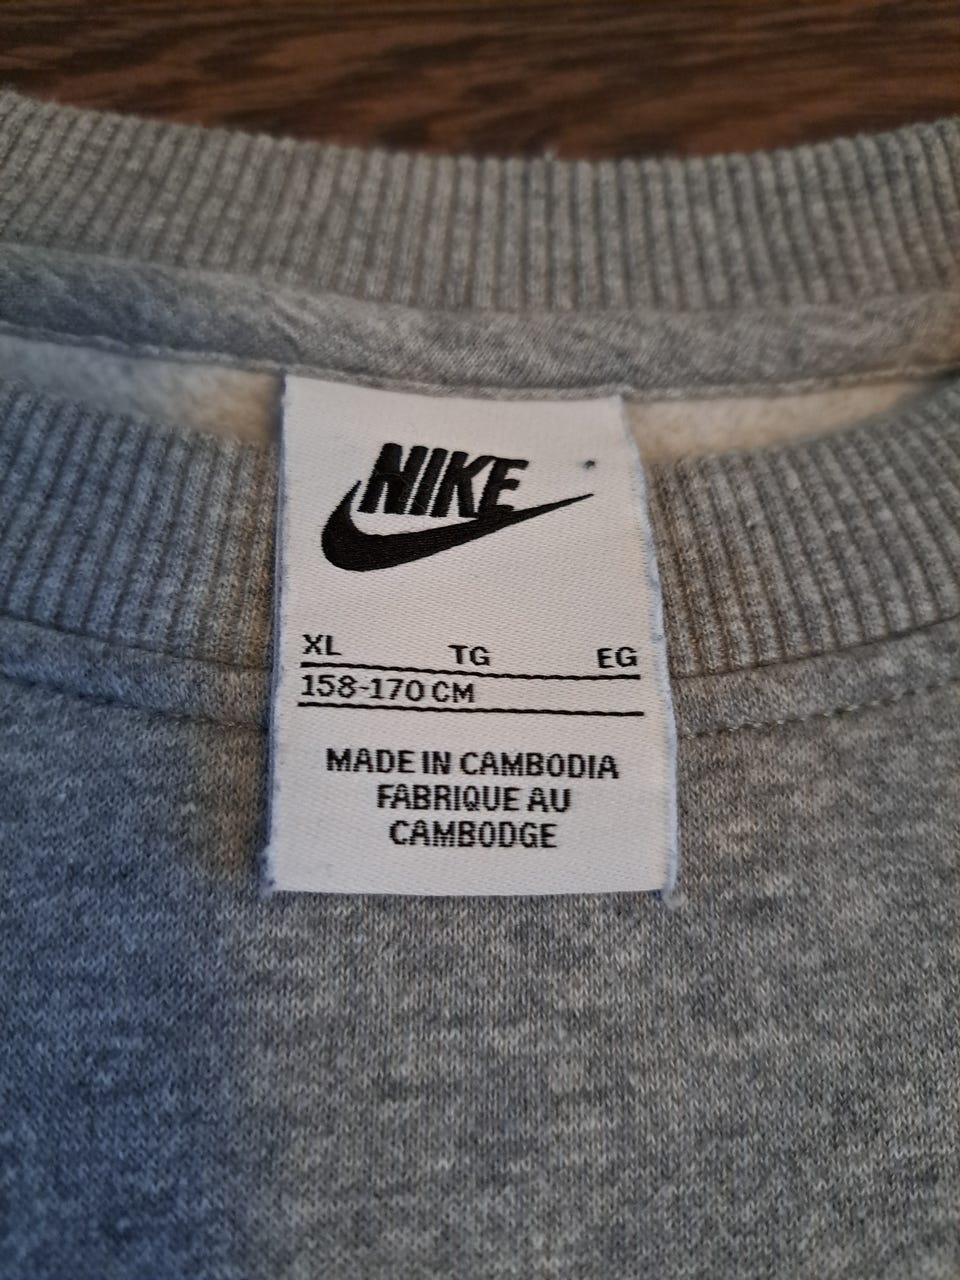 NIKE
XL TG EG
158-170 CM
MADE IN CAMBODIA
FABRIQUE AU
CAMBODGE